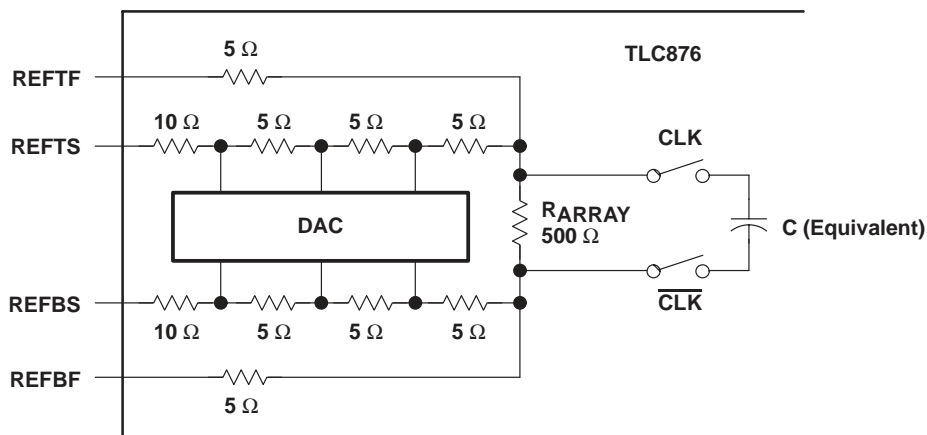 5 Ω
TLC876
REFTF
10 Ω 5 Ω 5 Ω 5 Ω
REFTS
CLK
DAC
RARRAY
500 Ω
C (Equivalent)
REFBS
C̅L̅K̅
10 Ω 5 Ω 5 Ω 5 Ω
REFBF
5 Ω